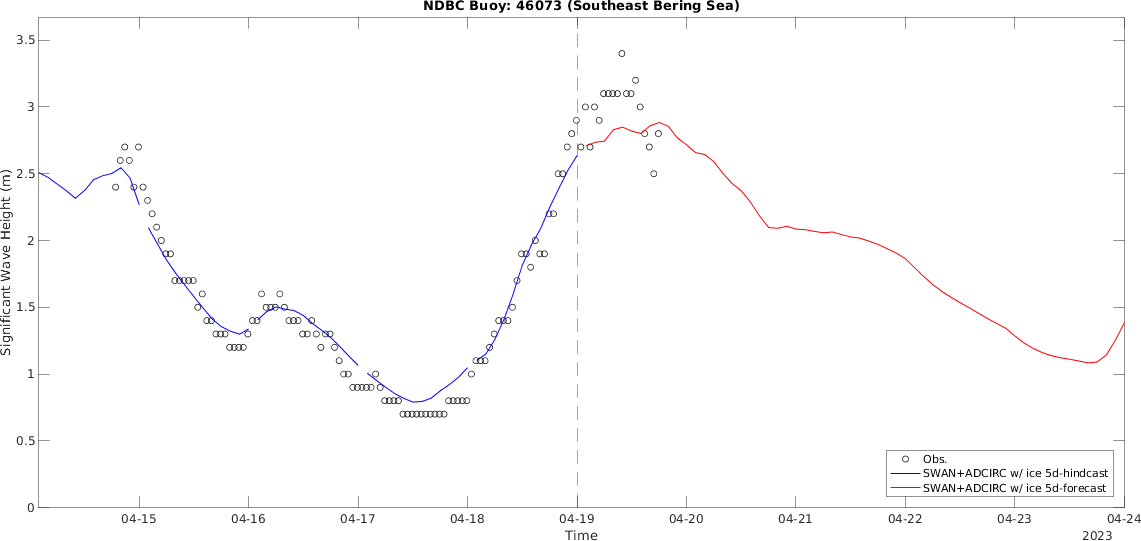 NDBC Buoy: 46073 (Southeast Bering Sea)
Significant Wave Height (m)
3.5
3
2.5
2
1.5
1
0.5
0
Obs.
SWAN+ADCIRC w/ ice 5d-hindcast
SWAN+ADCIRC w/ ice 5d-forecast
04-15 04-16 04-17 04-18 04-19 04-20 04-21 04-22 04-23 04-24
Time
2023